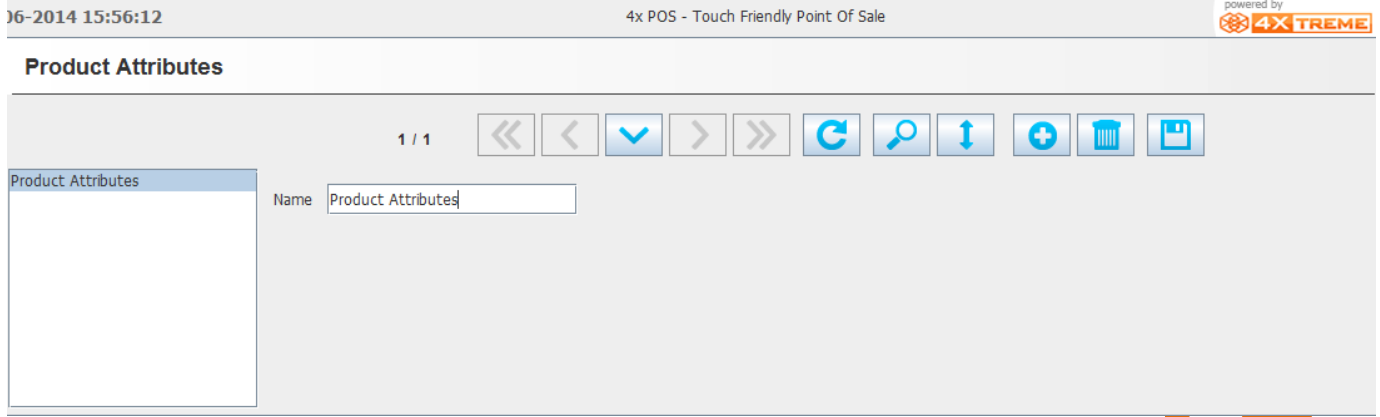 06-2014 15:56:12
4x POS - Touch Friendly Point Of Sale
powered by
4X TREME
Product Attributes
1 / 1
Product Attributes
Name Product Attributes